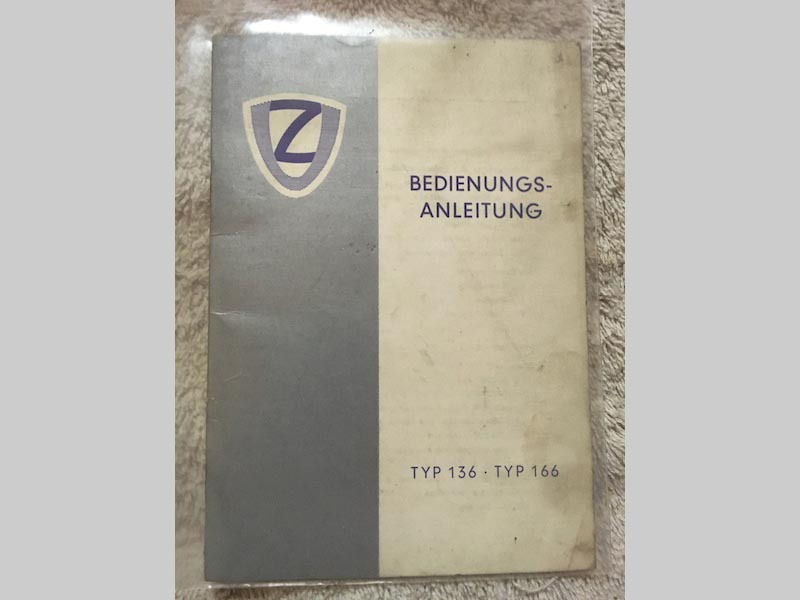 Z
BEDIENUNGS-
ANLEITUNG
TYP 136 · TYP 166